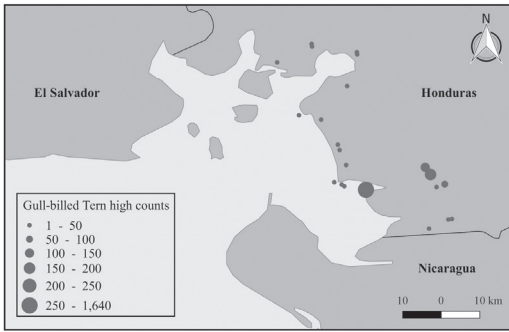 N
El Salvador
Honduras
Gull-billed Tern high counts
1 - 50
50 - 100
100 - 150
150 - 200
200 - 250
250 - 1,640
Nicaragua
10 0 10 km